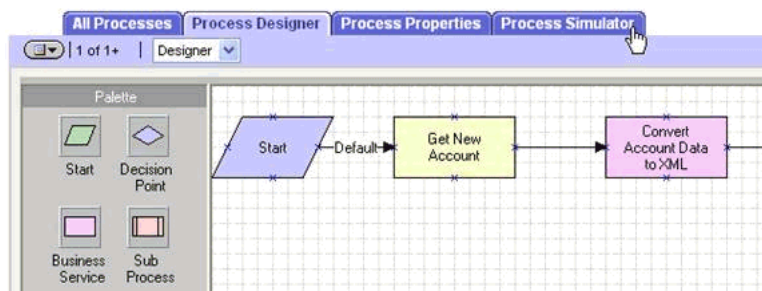 All Processes Process Designer Process Properties Process Simulator
1 of 1+ Designer
Palette
Start Decision
Point
Business Sub
Service Process
Start
Default
Get New
Account
Convert
Account Data
to XML